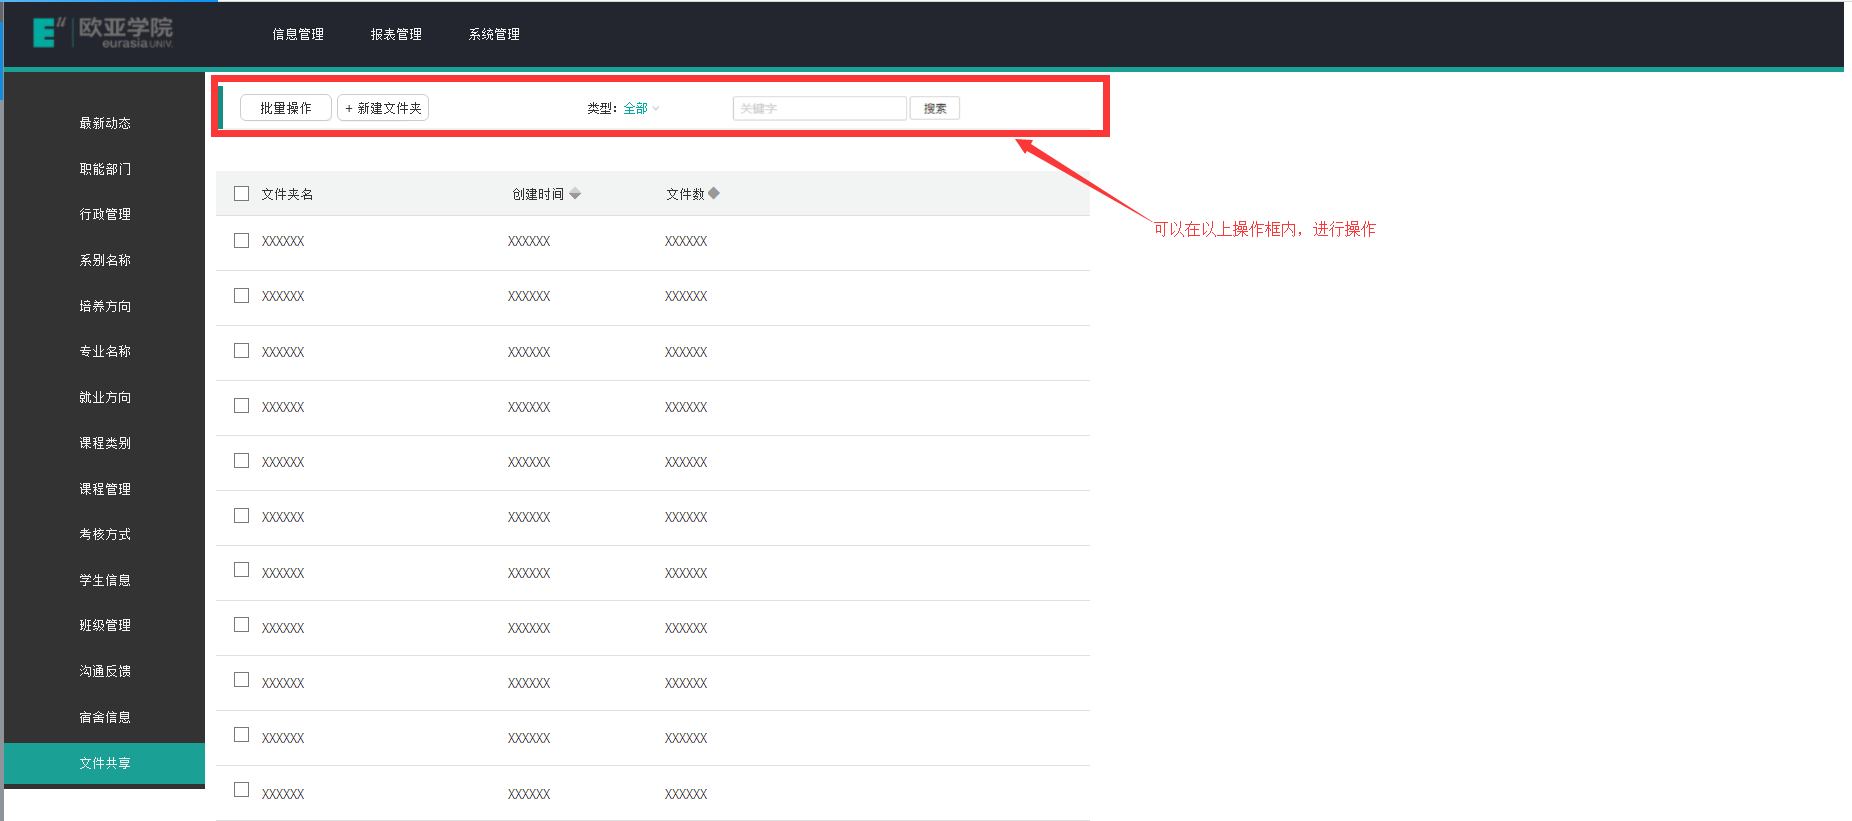 E" 欧亚学院
eurasia UNIV.
信息管理 报表管理 系统管理
最新动态
职能部门
行政管理
系别名称
培养方向
专业名称
就业方向
课程类别
课程管理
考核方式
学生信息
班级管理
沟通反馈
宿舍信息
文件共享
批量操作 + 新建文件夹 类型：全部 关键字 搜索
可以在以上操作框内，进行操作
文件夹名 创建时间 文件数
XXXXXX XXXXXX XXXXXX
XXXXXX XXXXXX XXXXXX
XXXXXX XXXXXX XXXXXX
XXXXXX XXXXXX XXXXXX
XXXXXX XXXXXX XXXXXX
XXXXXX XXXXXX XXXXXX
XXXXXX XXXXXX XXXXXX
XXXXXX XXXXXX XXXXXX
XXXXXX XXXXXX XXXXXX
XXXXXX XXXXXX XXXXXX
XXXXXX XXXXXX XXXXXX